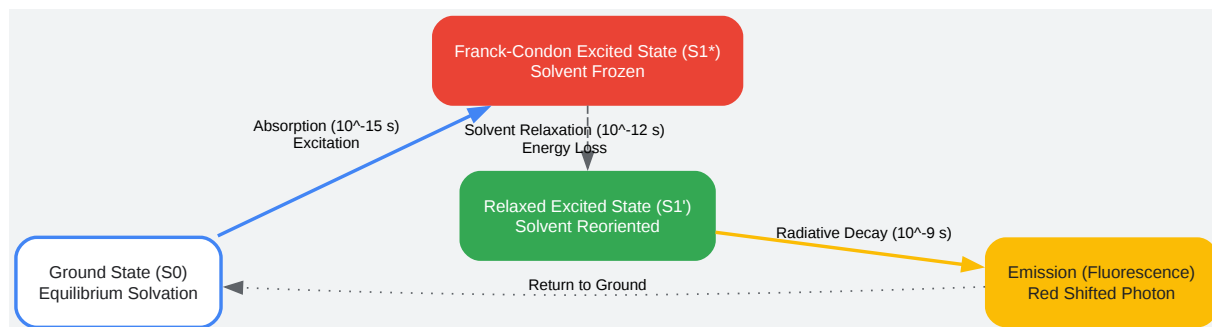 Franck-Condon Excited State (S1*)
Solvent Frozen
Absorption (10^-15 s)
Excitation
Solvent Relaxation (10^-12 s)
Energy Loss
Relaxed Excited State (S1')
Solvent Reoriented
Radiative Decay (10^-9 s)
Ground State (S0)
Equilibrium Solvation
Emission (Fluorescence)
Red Shifted Photon
Return to Ground